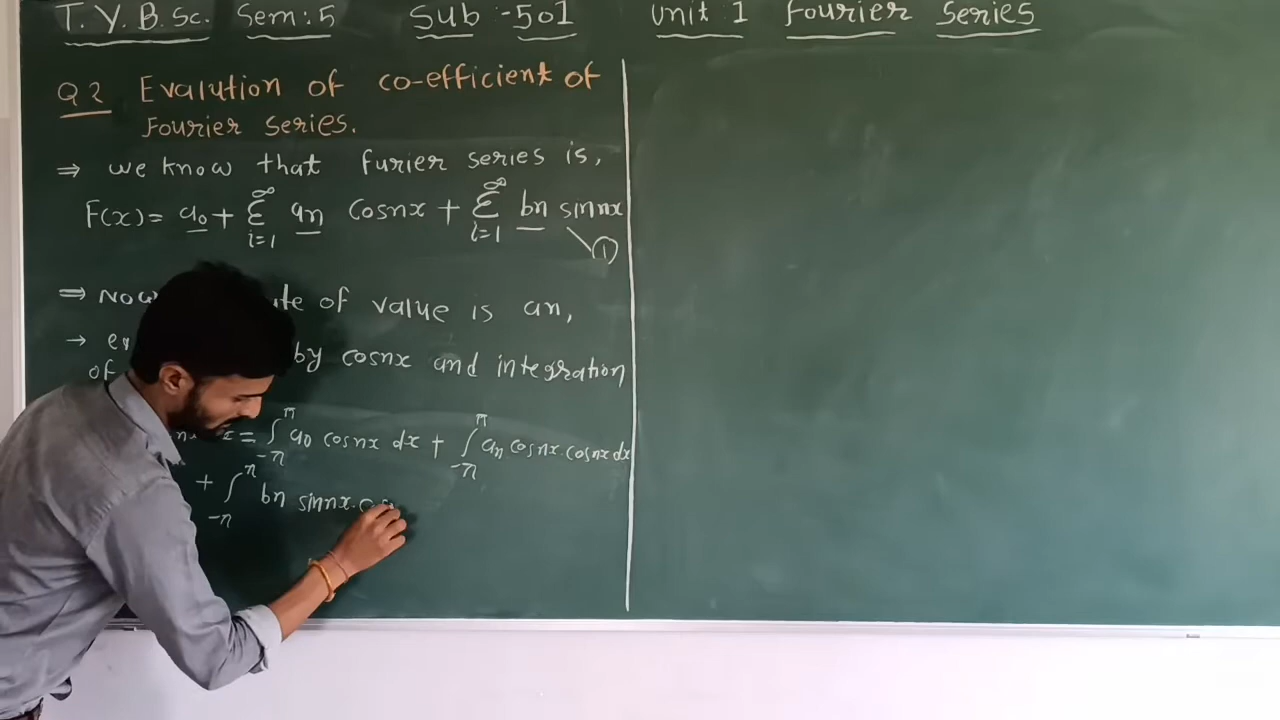 T. Y. B. Sc. Sem: 5 Sub -501 Unit 1 Fourier Series
Q 2 Evalution of co-efficient of
Fourier series.
⇒ we know that furier series is,
F(x) = a0 + ∞ Σ i=1 an cosnx + ∞ Σ i=1 bn sinnx
1
⇒ Now of value is an,
→ by cosnx and integration
of
= ∫ π -π a0 cosnx dx + ∫ π -π an cosnx. cosnx dx
+ ∫ π -π bn sinnx.